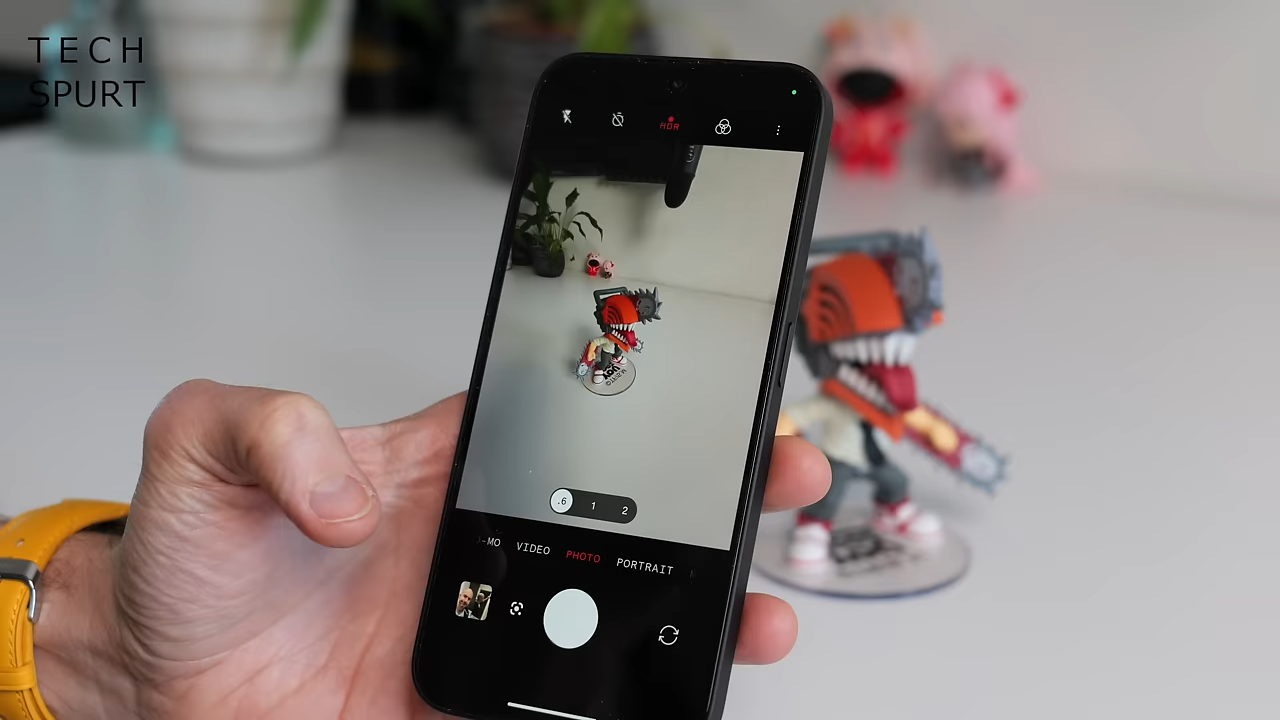 TECH
SPURT
HDR
.6 1 2
-MO VIDEO PHOTO PORTRAIT